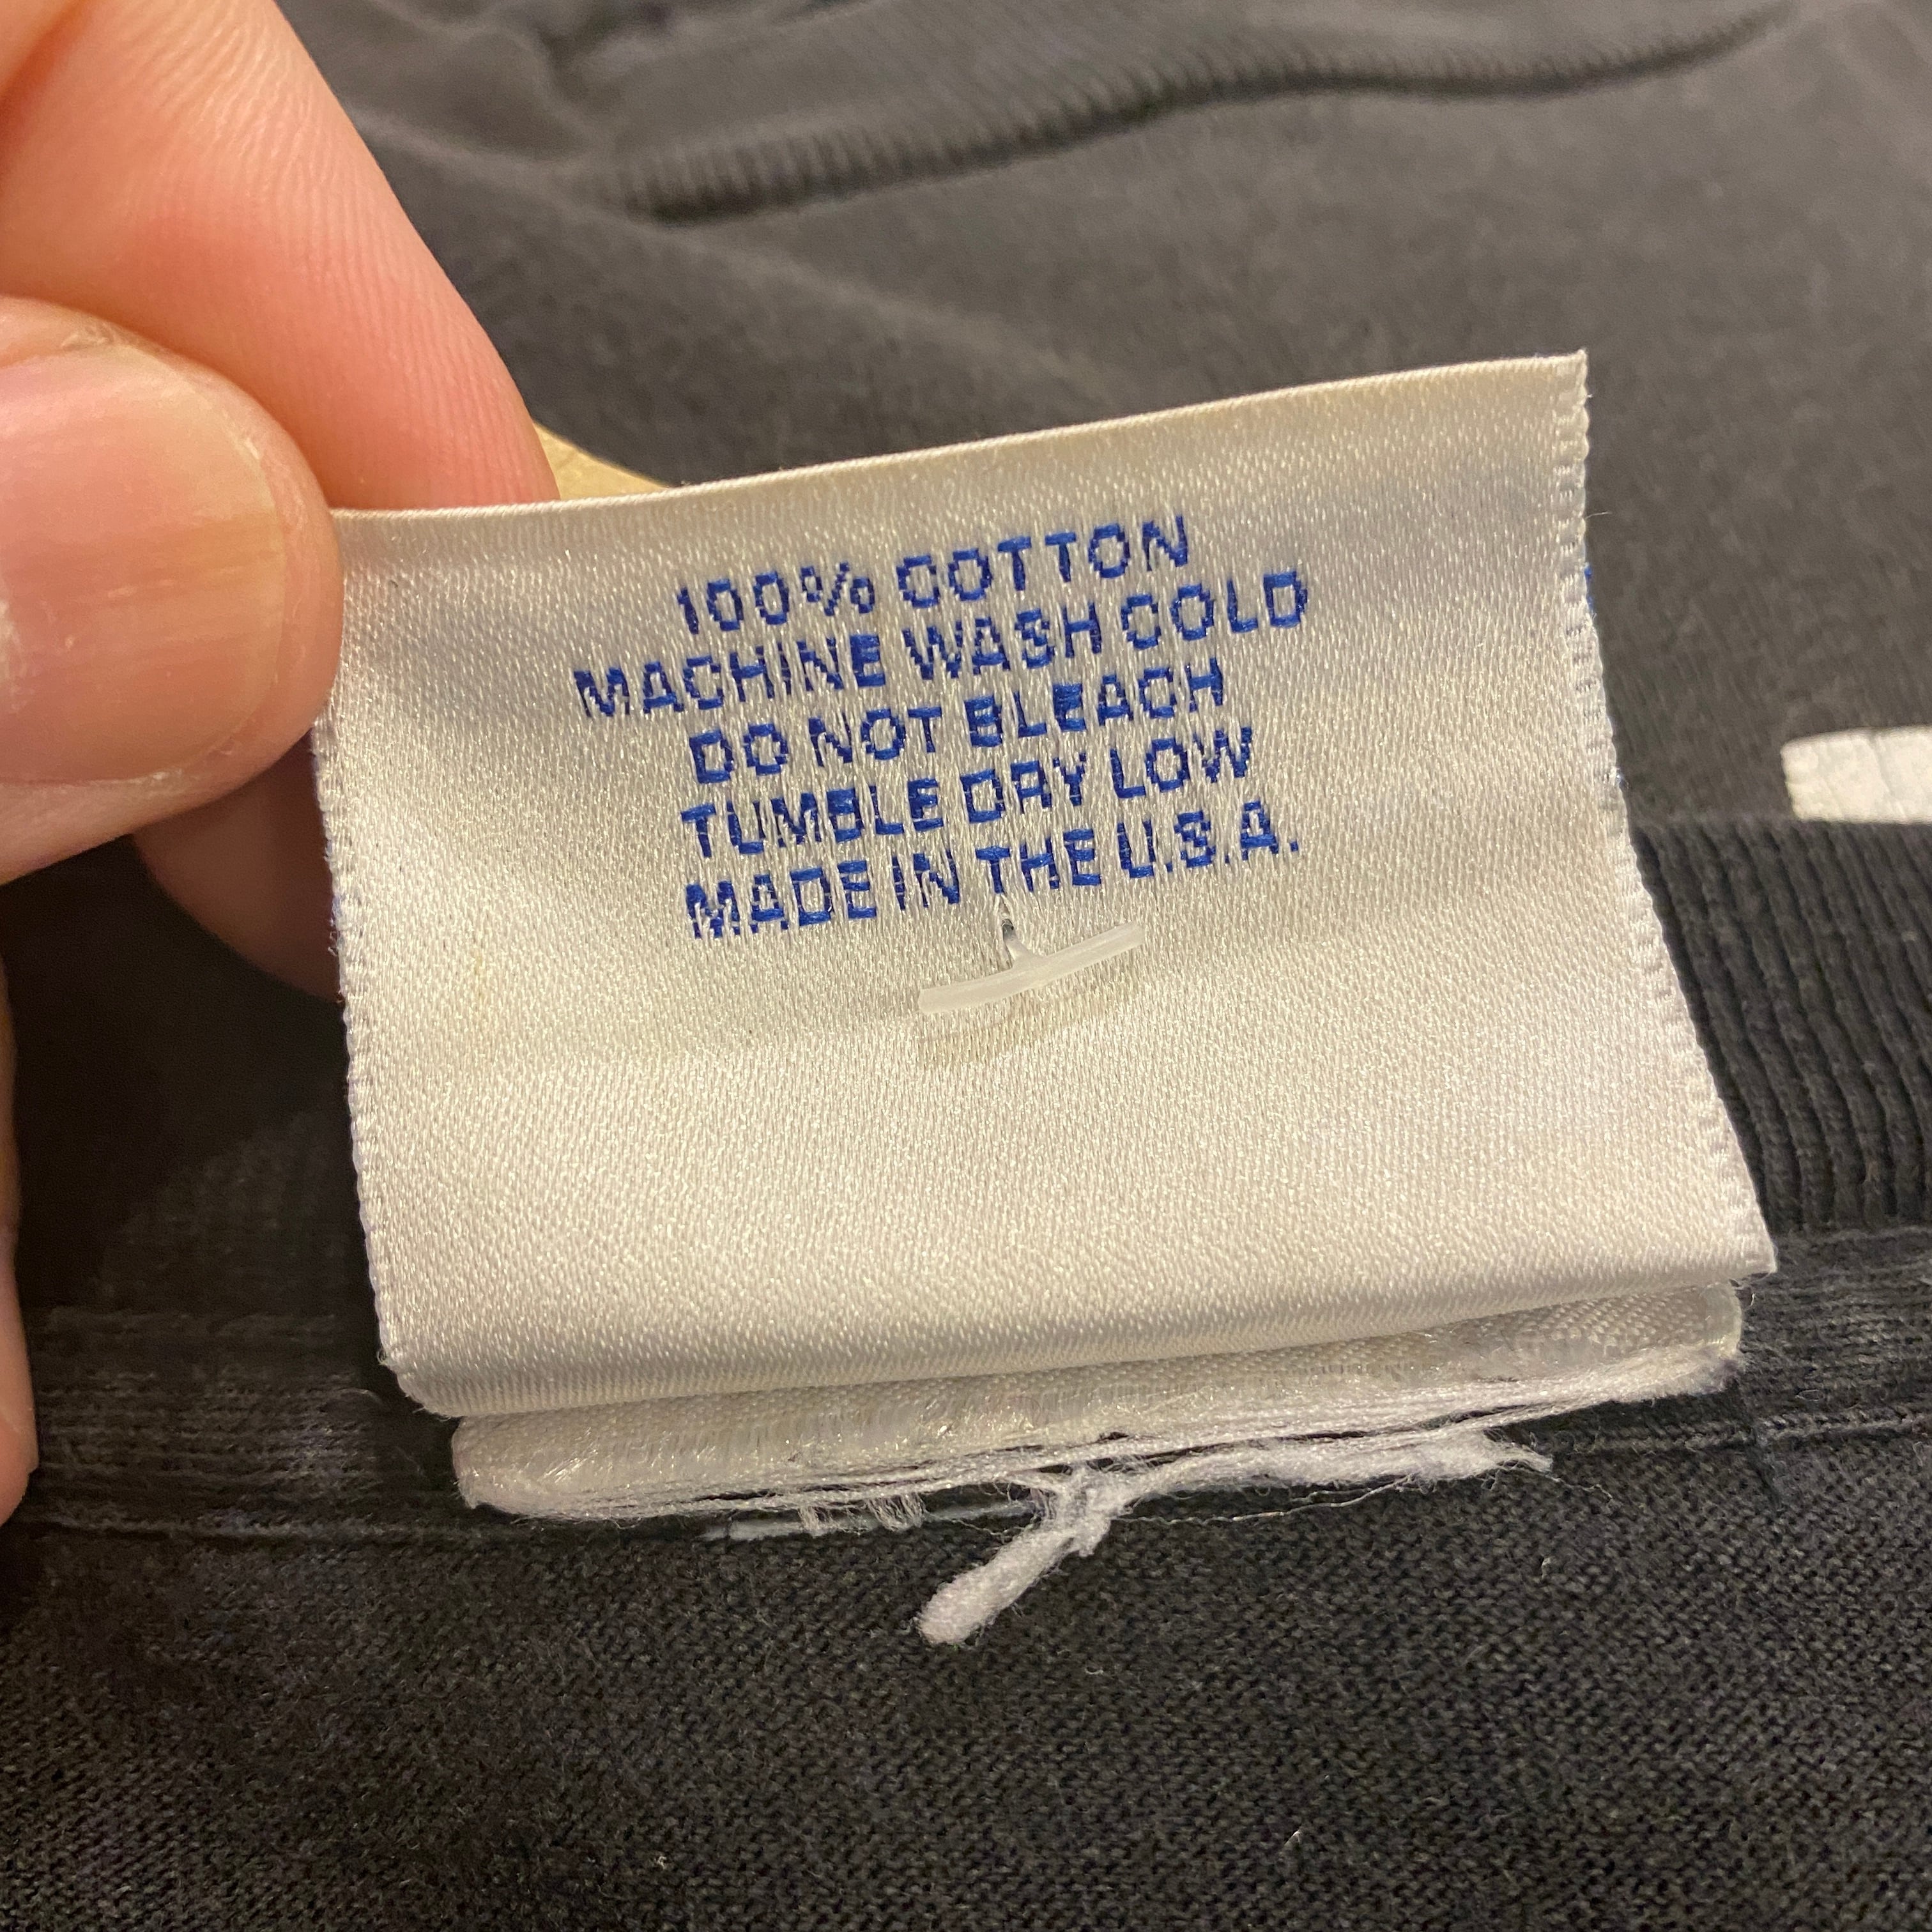 100% COTTON
MACHINE WASH COLD
DO NOT BLEACH
TUMBLE DRY LOW
MADE IN THE U.S.A.